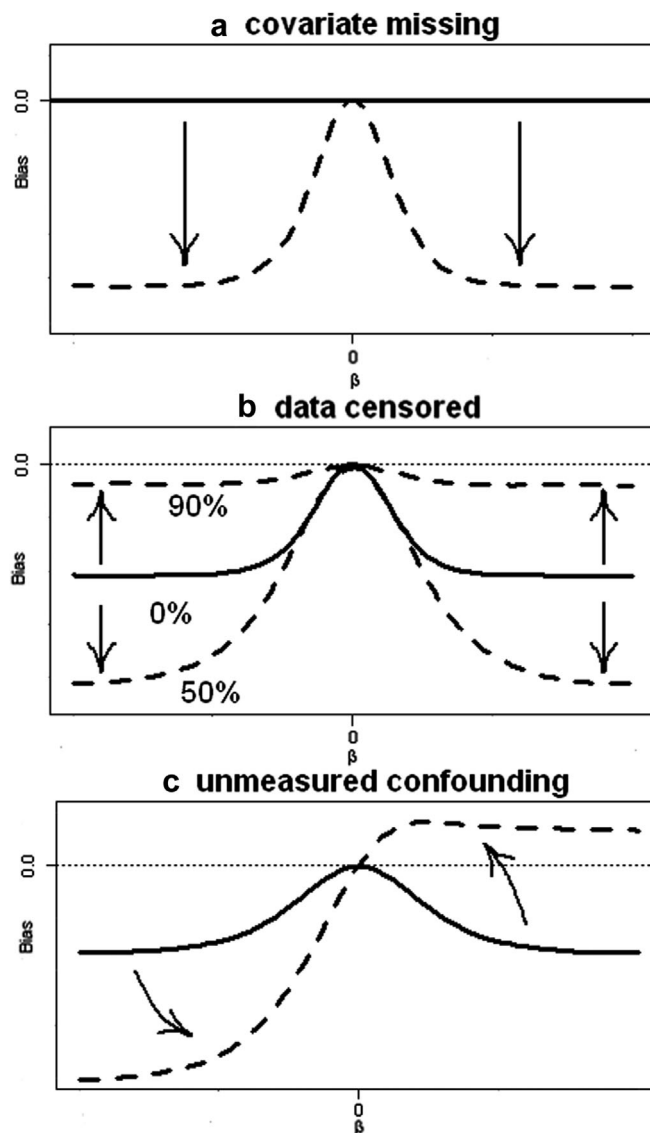 a covariate missing
0.0
Bias
0
β
b data censored
0.0
90%
Bias
0%
50%
0
β
c unmeasured confounding
0.0
Bias
0
β